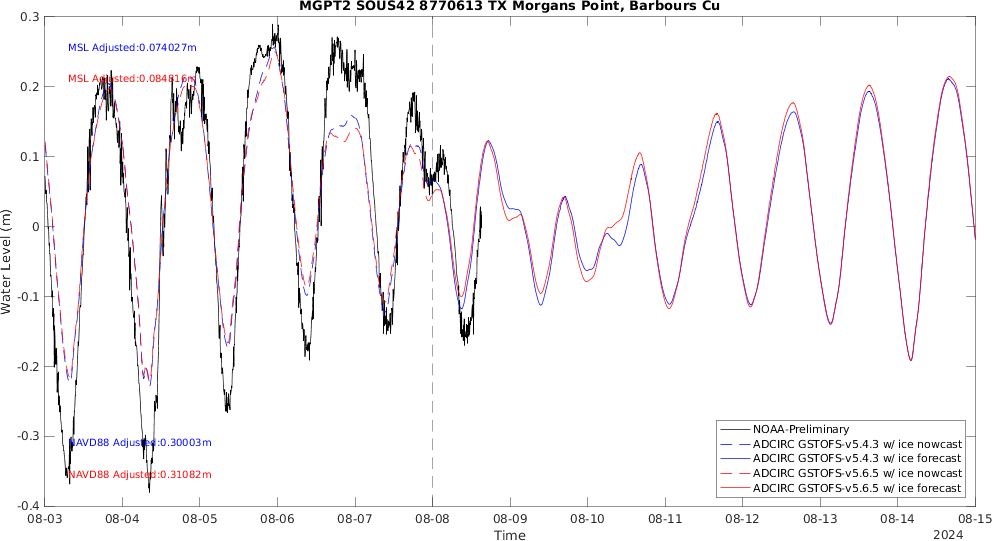 MGPT2 SOUS42 8770613 TX Morgans Point, Barbours Cu
Water Level (m)
0.3
0.2
0.1
0
-0.1
-0.2
-0.3
-0.4
MSL Adjusted:0.074027m
MSL Adjusted:0.084816m
NAVD88 Adjusted:0.30003m
NAVD88 Adjusted:0.31082m
NOAA-Preliminary
ADCIRC GSTOFS-v5.4.3 w/ ice nowcast
ADCIRC GSTOFS-v5.4.3 w/ ice forecast
ADCIRC GSTOFS-v5.6.5 w/ ice nowcast
ADCIRC GSTOFS-v5.6.5 w/ ice forecast
08-03 08-04 08-05 08-06 08-07 08-08 08-09 08-10 08-11 08-12 08-13 08-14 08-15
Time
2024